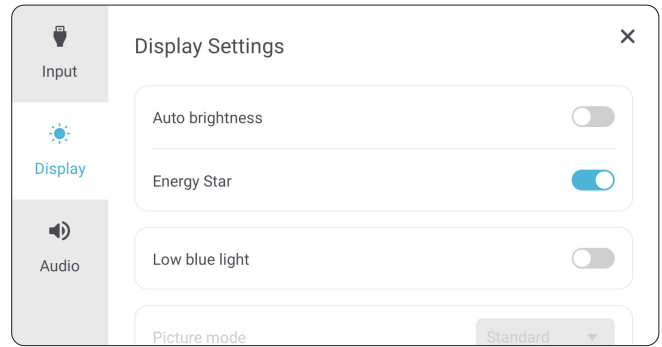 Input
Display
Audio
Display Settings
Auto brightness
Energy Star
Low blue light
Picture mode
Standard